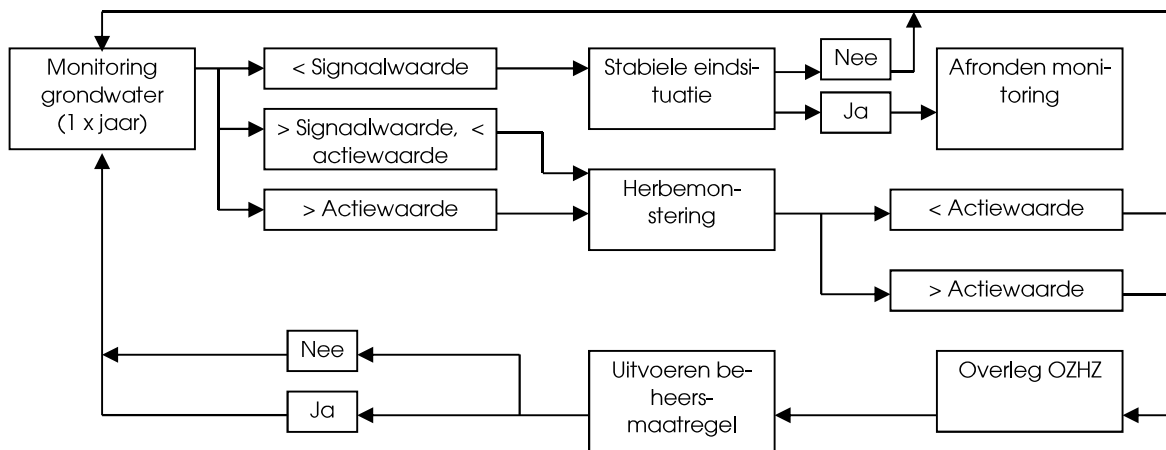 Monitoring
grondwater
(1 x jaar)
< Signaalwaarde
> Signaalwaarde, <
actiewaarde
> Actiewaarde
Stabiele eindsi-
tuatie
Nee
Ja
Afronden moni-
toring
Herbemon-
stering
< Actiewaarde
> Actiewaarde
Nee
Ja
Uitvoeren be-
heers-
maatregel
Overleg OZHZ